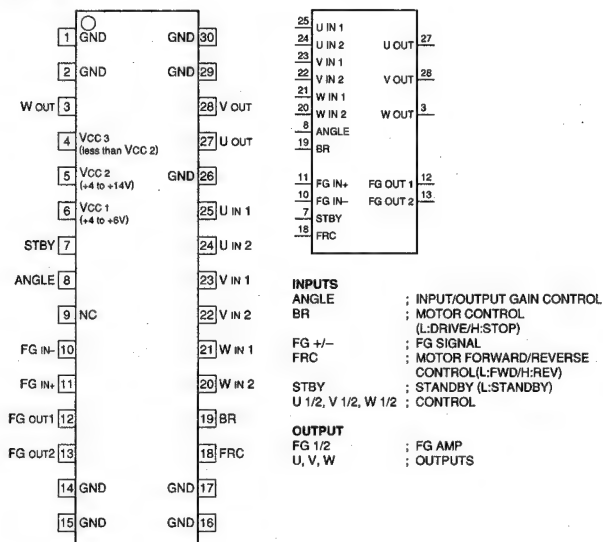 1 GND GND 30
2 GND GND 29
W OUT 3 28 V OUT
4 VCC 3 27 U OUT
(less than VCC 2)
5 VCC 2 GND 26
(+4 to +14V)
6 VCC 1 25 U IN 1
(+4 to +6V)
STBY 7 24 U IN 2
ANGLE 8 23 V IN 1
9 NC 22 V IN 2
FG IN- 10 21 W IN 1
FG IN+ 11 20 W IN 2
FG OUT1 12 19 BR
FG OUT2 13 18 FRC
14 GND GND 17
15 GND GND 16
25 U IN 1
24 U IN 2 U OUT 27
23 V IN 1
22 V IN 2 V OUT 28
21 W IN 1
20 W IN 2 W OUT 3
8 ANGLE
19 BR
11 FG IN+ FG OUT 1 12
10 FG IN- FG OUT 2 13
7 STBY
18 FRC
INPUTS
ANGLE ; INPUT/OUTPUT GAIN CONTROL
BR ; MOTOR CONTROL
(L:DRIVE/H:STOP)
FG +/- ; FG SIGNAL
FRC ; MOTOR FORWARD/REVERSE
CONTROL(L:FWD/H:REV)
STBY ; STANDBY (L:STANDBY)
U 1/2, V 1/2, W 1/2 ; CONTROL
OUTPUT
FG 1/2 ; FG AMP
U, V, W ; OUTPUTS